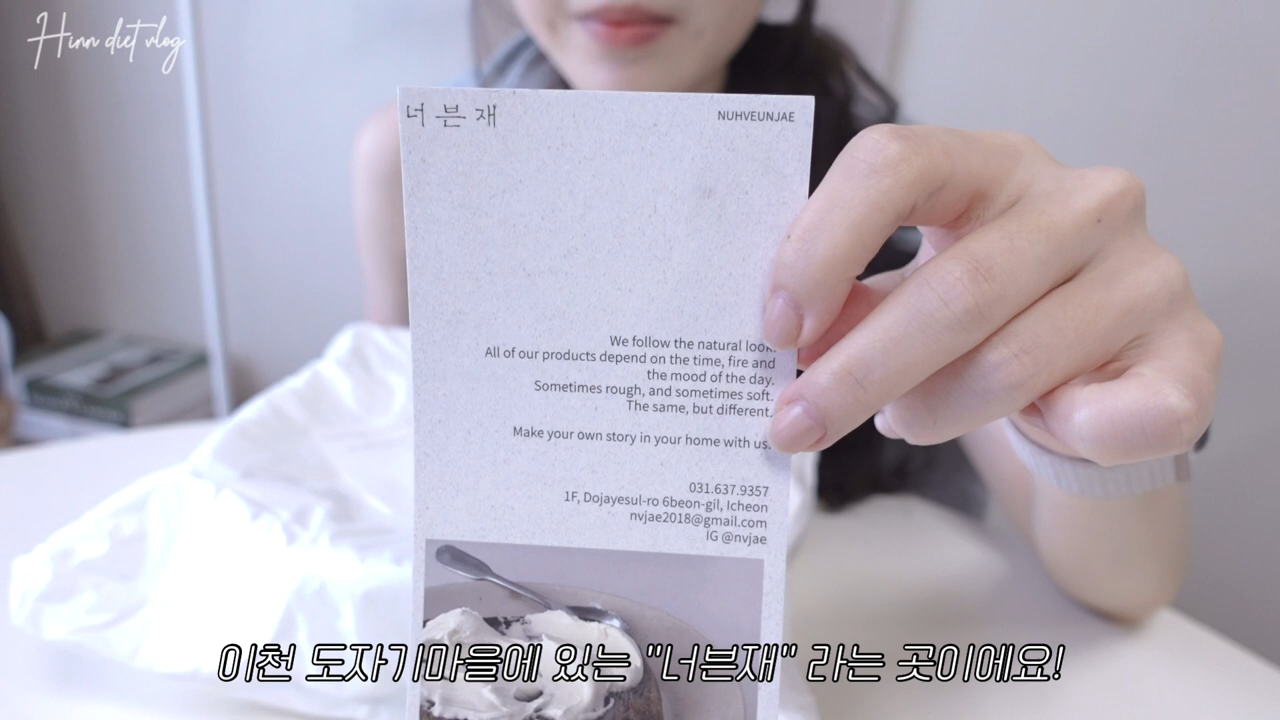 Hinn diet vlog
너븐재
NUHVEUNJAE
We follow the natural look.
All of our products depend on the time, fire and
the mood of the day.
Sometimes rough, and sometimes soft.
The same, but different.
Make your own story in your home with us.
031.637.9357
1F, Dojayesul-ro 6beon-gil, Icheon
nvjae2018@gmail.com
IG @nvjae
이천 도자기마을에 있는 "너븐재" 라는 곳이에요!